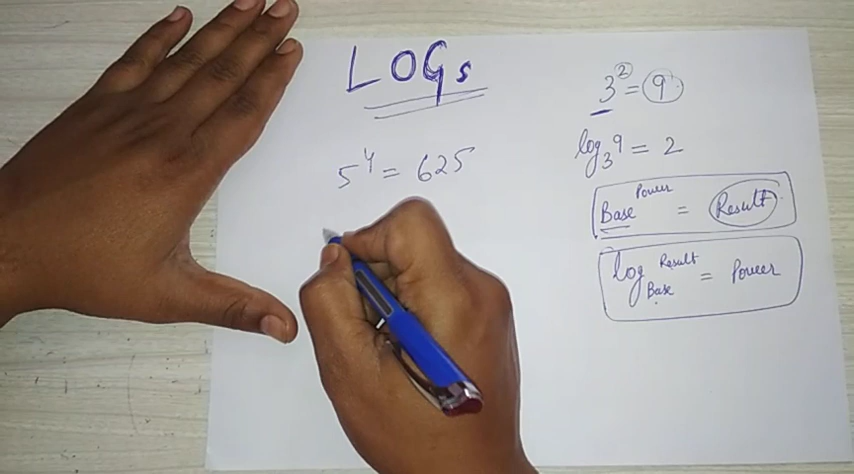 LOGs
5⁴ = 625
3² = 9
log₃9 = 2
Base^Power = Result
log_Base^Result = Power